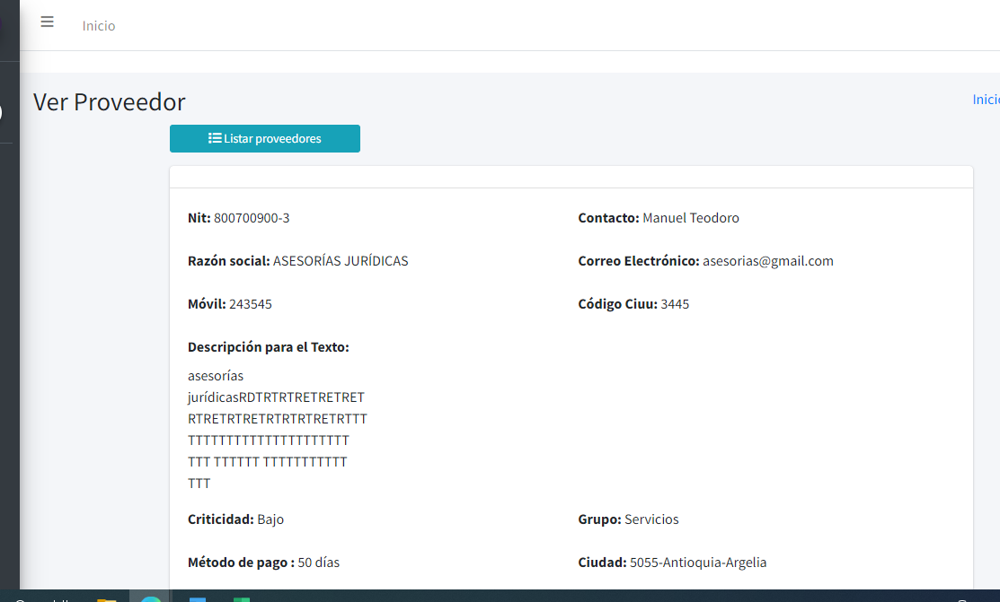 Inicio
Ver Proveedor
Inicio
Listar proveedores
Nit: 800700900-3
Contacto: Manuel Teodoro
Razón social: ASESORÍAS JURÍDICAS
Correo Electrónico: asesorias@gmail.com
Móvil: 243545
Código Ciuu: 3445
Descripción para el Texto:
asesorías
jurídicasRDTRTRTRETRETRET
RTRETRTRETRTRTRTRETRTTT
TTTTTTTTTTTTTTTTTTTTT
TTT TTTTTT TTTTTTTTTTT
TTT
Criticidad: Bajo
Grupo: Servicios
Método de pago : 50 días
Ciudad: 5055-Antioquia-Argelia